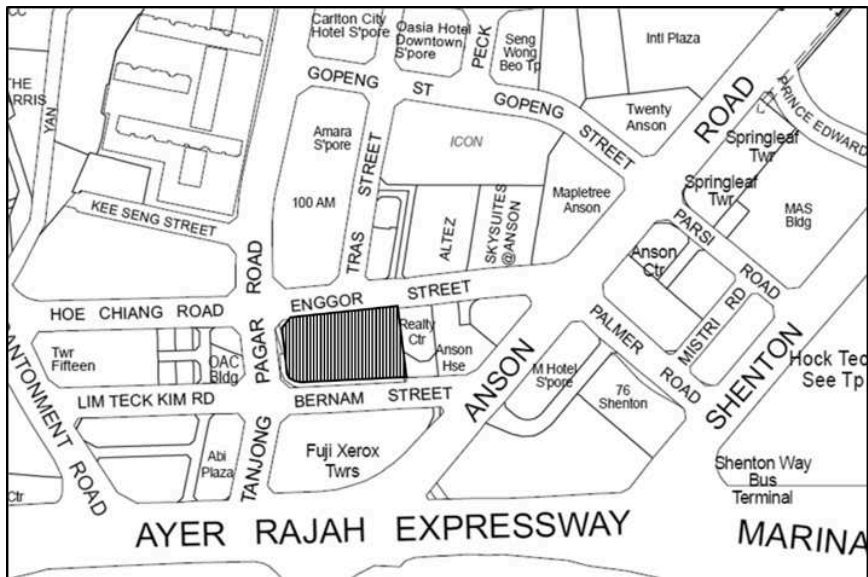 CC
Carlton City
Hotel S'pore
Oasia Hotel
Downtown
S'pore
PECK
Seng
Wong
Beo Tp
Intl Plaza
THE
YAN
GOPENG ST
GOPENG STREET
Twenty
Anson
ROAD
PRINCE EDWARD
Amara
S'pore
ICON
Springleaf
Twr
Springleaf
Twr
100 AM
TRAS STREET
ALTEZ
SKYSUITES
@ANSON
Mapletree
Anson
MAS
Bldg
KEE SENG STREET
PARSI ROAD
Anson
Ctr
HOE CHIANG ROAD
ENGGOR STREET
PALMER ROAD
MISTRI RD
Twr
Fifteen
OAC
Bldg
TANJONG PAGAR ROAD
Realty
Ctr
Anson
Hse
M Hotel
S'pore
ANSON
SHENTON
Hock Tec
See Tp
CANTONMENT ROAD
LIM TECK KIM RD
BERNAM STREET
76
Shenton
Abi
Plaza
Fuji Xerox
Twrs
Shenton Way
Bus
Terminal
Ctr
AYER RAJAH EXPRESSWAY
MARINA